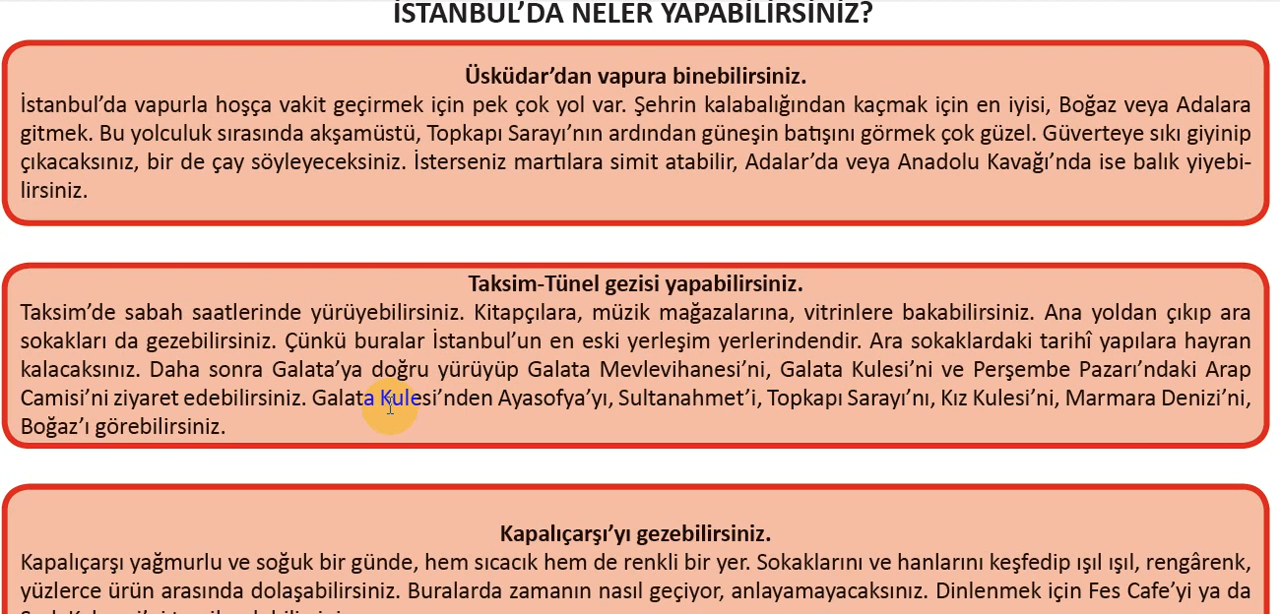 İSTANBUL’DA NELER YAPABİLİRSİNİZ?
Üsküdar’dan vapura binebilirsiniz.
İstanbul’da vapurla hoşça vakit geçirmek için pek çok yol var. Şehrin kalabalığından kaçmak için en iyisi, Boğaz veya Adalara
gitmek. Bu yolculuk sırasında akşamüstü, Topkapı Sarayı’nın ardından güneşin batışını görmek çok güzel. Güverteye sıkı giyinip
çıkacaksınız, bir de çay söyleyeceksiniz. İsterseniz martılara simit atabilir, Adalar’da veya Anadolu Kavağı’nda ise balık yiyebi-
lirsiniz.
Taksim-Tünel gezisi yapabilirsiniz.
Taksim’de sabah saatlerinde yürüyebilirsiniz. Kitapçılara, müzik mağazalarına, vitrinlere bakabilirsiniz. Ana yoldan çıkıp ara
sokakları da gezebilirsiniz. Çünkü buralar İstanbul’un en eski yerleşim yerlerindendir. Ara sokaklardaki tarihî yapılara hayran
kalacaksınız. Daha sonra Galata’ya doğru yürüyüp Galata Mevlevihanesi’ni, Galata Kulesi’ni ve Perşembe Pazarı’ndaki Arap
Camisi’ni ziyaret edebilirsiniz. Galata Kulesi’nden Ayasofya’yı, Sultanahmet’i, Topkapı Sarayı’nı, Kız Kulesi’ni, Marmara Denizi’ni,
Boğaz’ı görebilirsiniz.
Kapalıçarşı’yı gezebilirsiniz.
Kapalıçarşı yağmurlu ve soğuk bir günde, hem sıcacık hem de renkli bir yer. Sokaklarını ve hanlarını keşfedip ışıl ışıl, rengârenk,
yüzlerce ürün arasında dolaşabilirsiniz. Buralarda zamanın nasıl geçiyor, anlayamayacaksınız. Dinlenmek için Fes Cafe’yi ya da